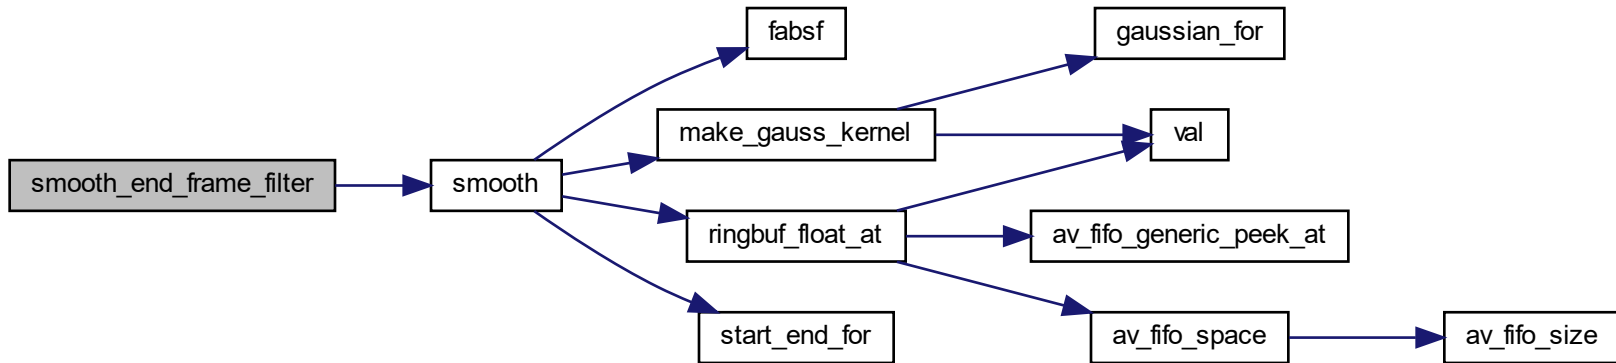 fabsf
gaussian_for
make_gauss_kernel
val
smooth_end_frame_filter
smooth
ringbuf_float_at
av_fifo_generic_peek_at
start_end_for
av_fifo_space
av_fifo_size